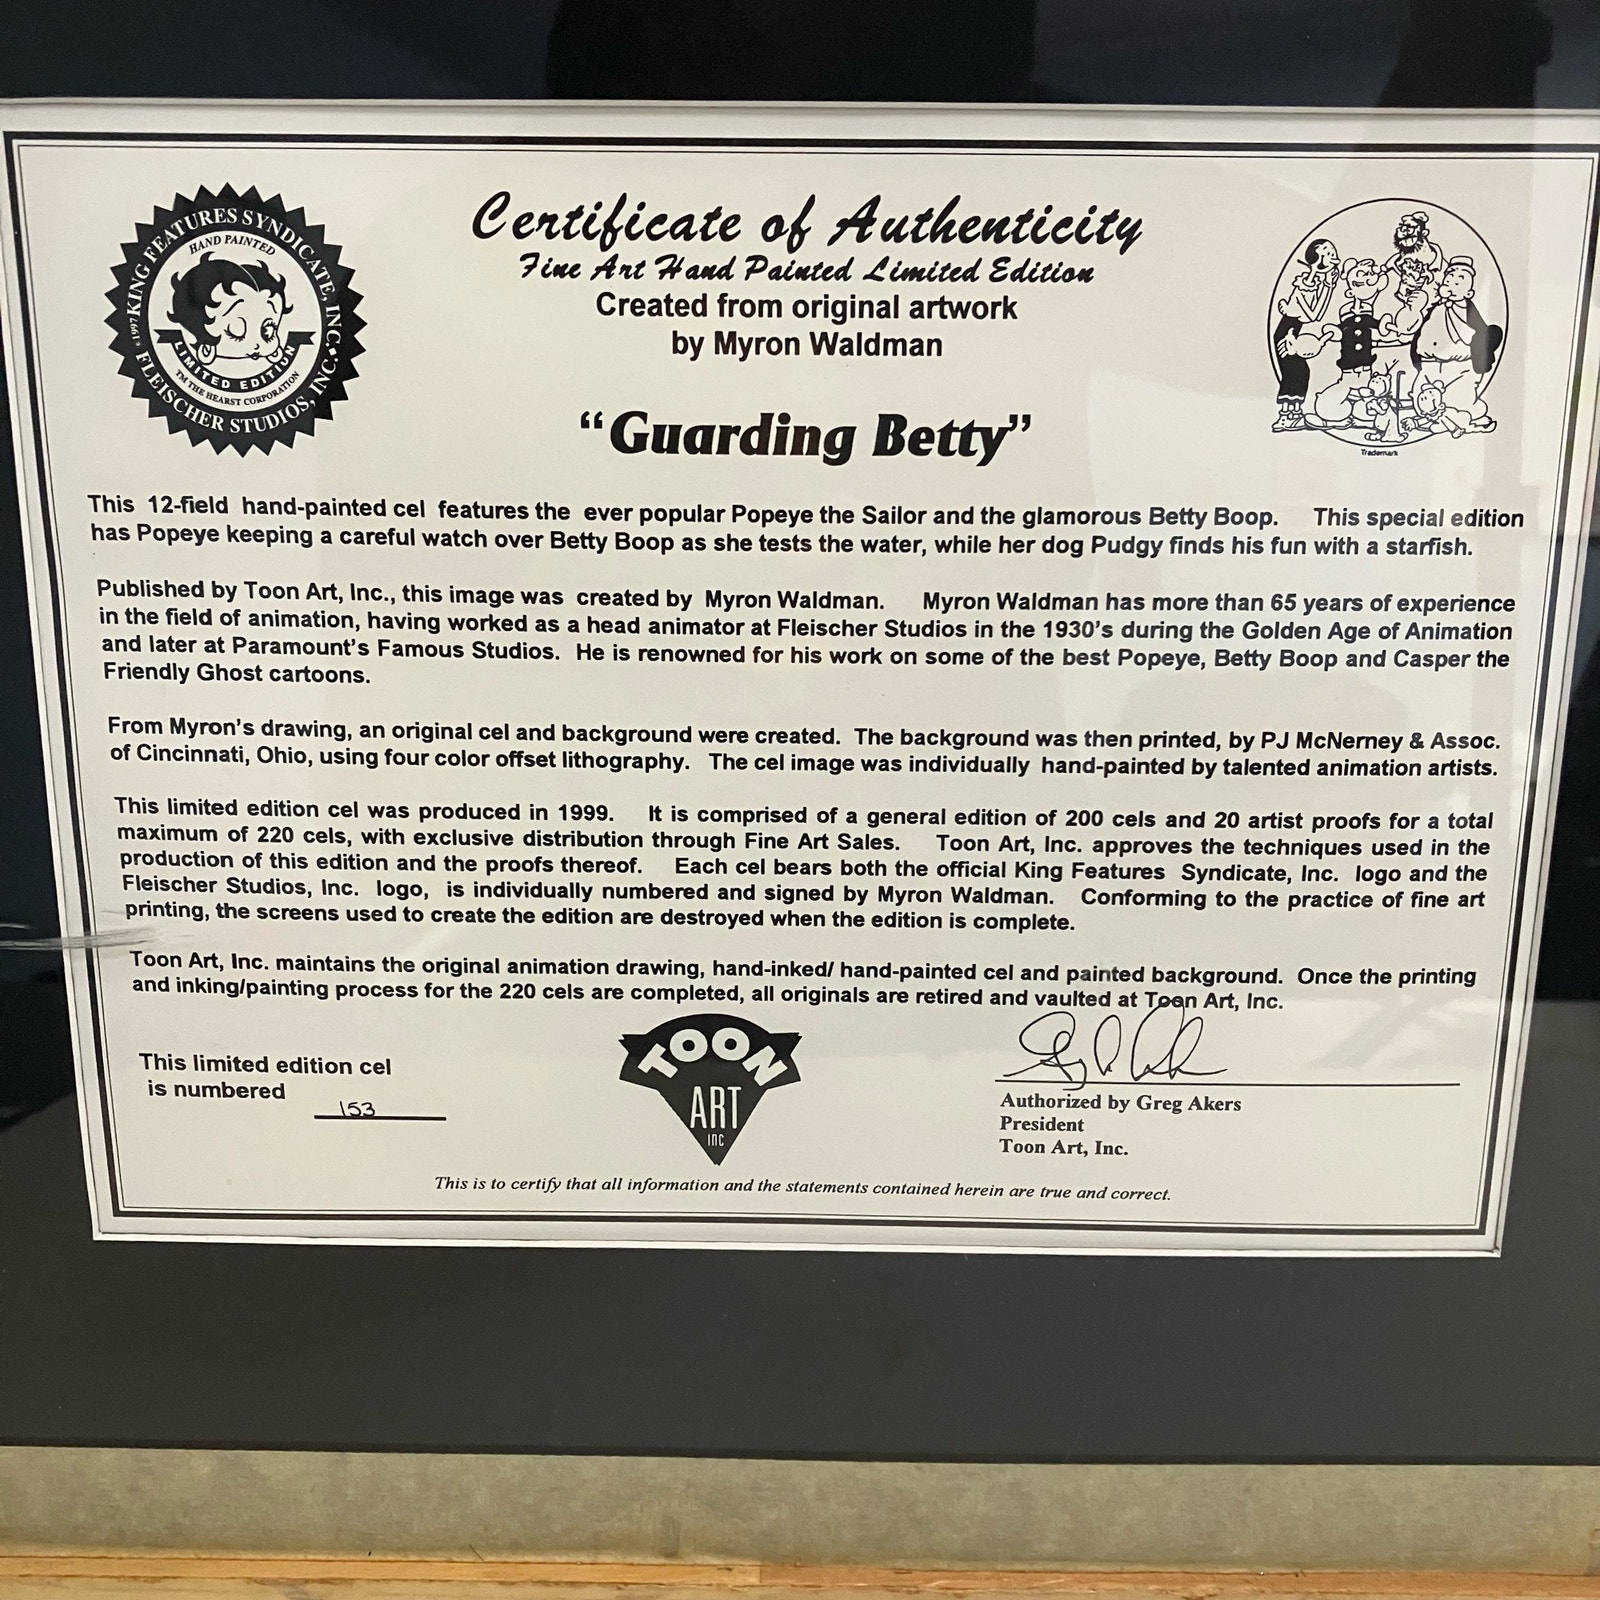 ©1997 KING FEATURES SYNDICATE, INC. ◆ FLEISCHER STUDIOS, INC.
HAND PAINTED
LIMITED EDITION
TM THE HEARST CORPORATION
Certificate of Authenticity
Fine Art Hand Painted Limited Edition
Created from original artwork
by Myron Waldman
Trademark
“Guarding Betty”
This 12-field hand-painted cel features the ever popular Popeye the Sailor and the glamorous Betty Boop. This special edition
has Popeye keeping a careful watch over Betty Boop as she tests the water, while her dog Pudgy finds his fun with a starfish.
Published by Toon Art, Inc., this image was created by Myron Waldman. Myron Waldman has more than 65 years of experience
in the field of animation, having worked as a head animator at Fleischer Studios in the 1930’s during the Golden Age of Animation
and later at Paramount’s Famous Studios. He is renowned for his work on some of the best Popeye, Betty Boop and Casper the
Friendly Ghost cartoons.
From Myron’s drawing, an original cel and background were created. The background was then printed, by PJ McNerney & Assoc.
of Cincinnati, Ohio, using four color offset lithography. The cel image was individually hand-painted by talented animation artists.
This limited edition cel was produced in 1999. It is comprised of a general edition of 200 cels and 20 artist proofs for a total
maximum of 220 cels, with exclusive distribution through Fine Art Sales. Toon Art, Inc. approves the techniques used in the
production of this edition and the proofs thereof. Each cel bears both the official King Features Syndicate, Inc. logo and the
Fleischer Studios, Inc. logo, is individually numbered and signed by Myron Waldman. Conforming to the practice of fine art
printing, the screens used to create the edition are destroyed when the edition is complete.
Toon Art, Inc. maintains the original animation drawing, hand-inked/ hand-painted cel and painted background. Once the printing
and inking/painting process for the 220 cels are completed, all originals are retired and vaulted at Toon Art, Inc.
This limited edition cel
is numbered
153
TOON
ART
INC
Authorized by Greg Akers
President
Toon Art, Inc.
This is to certify that all information and the statements contained herein are true and correct.